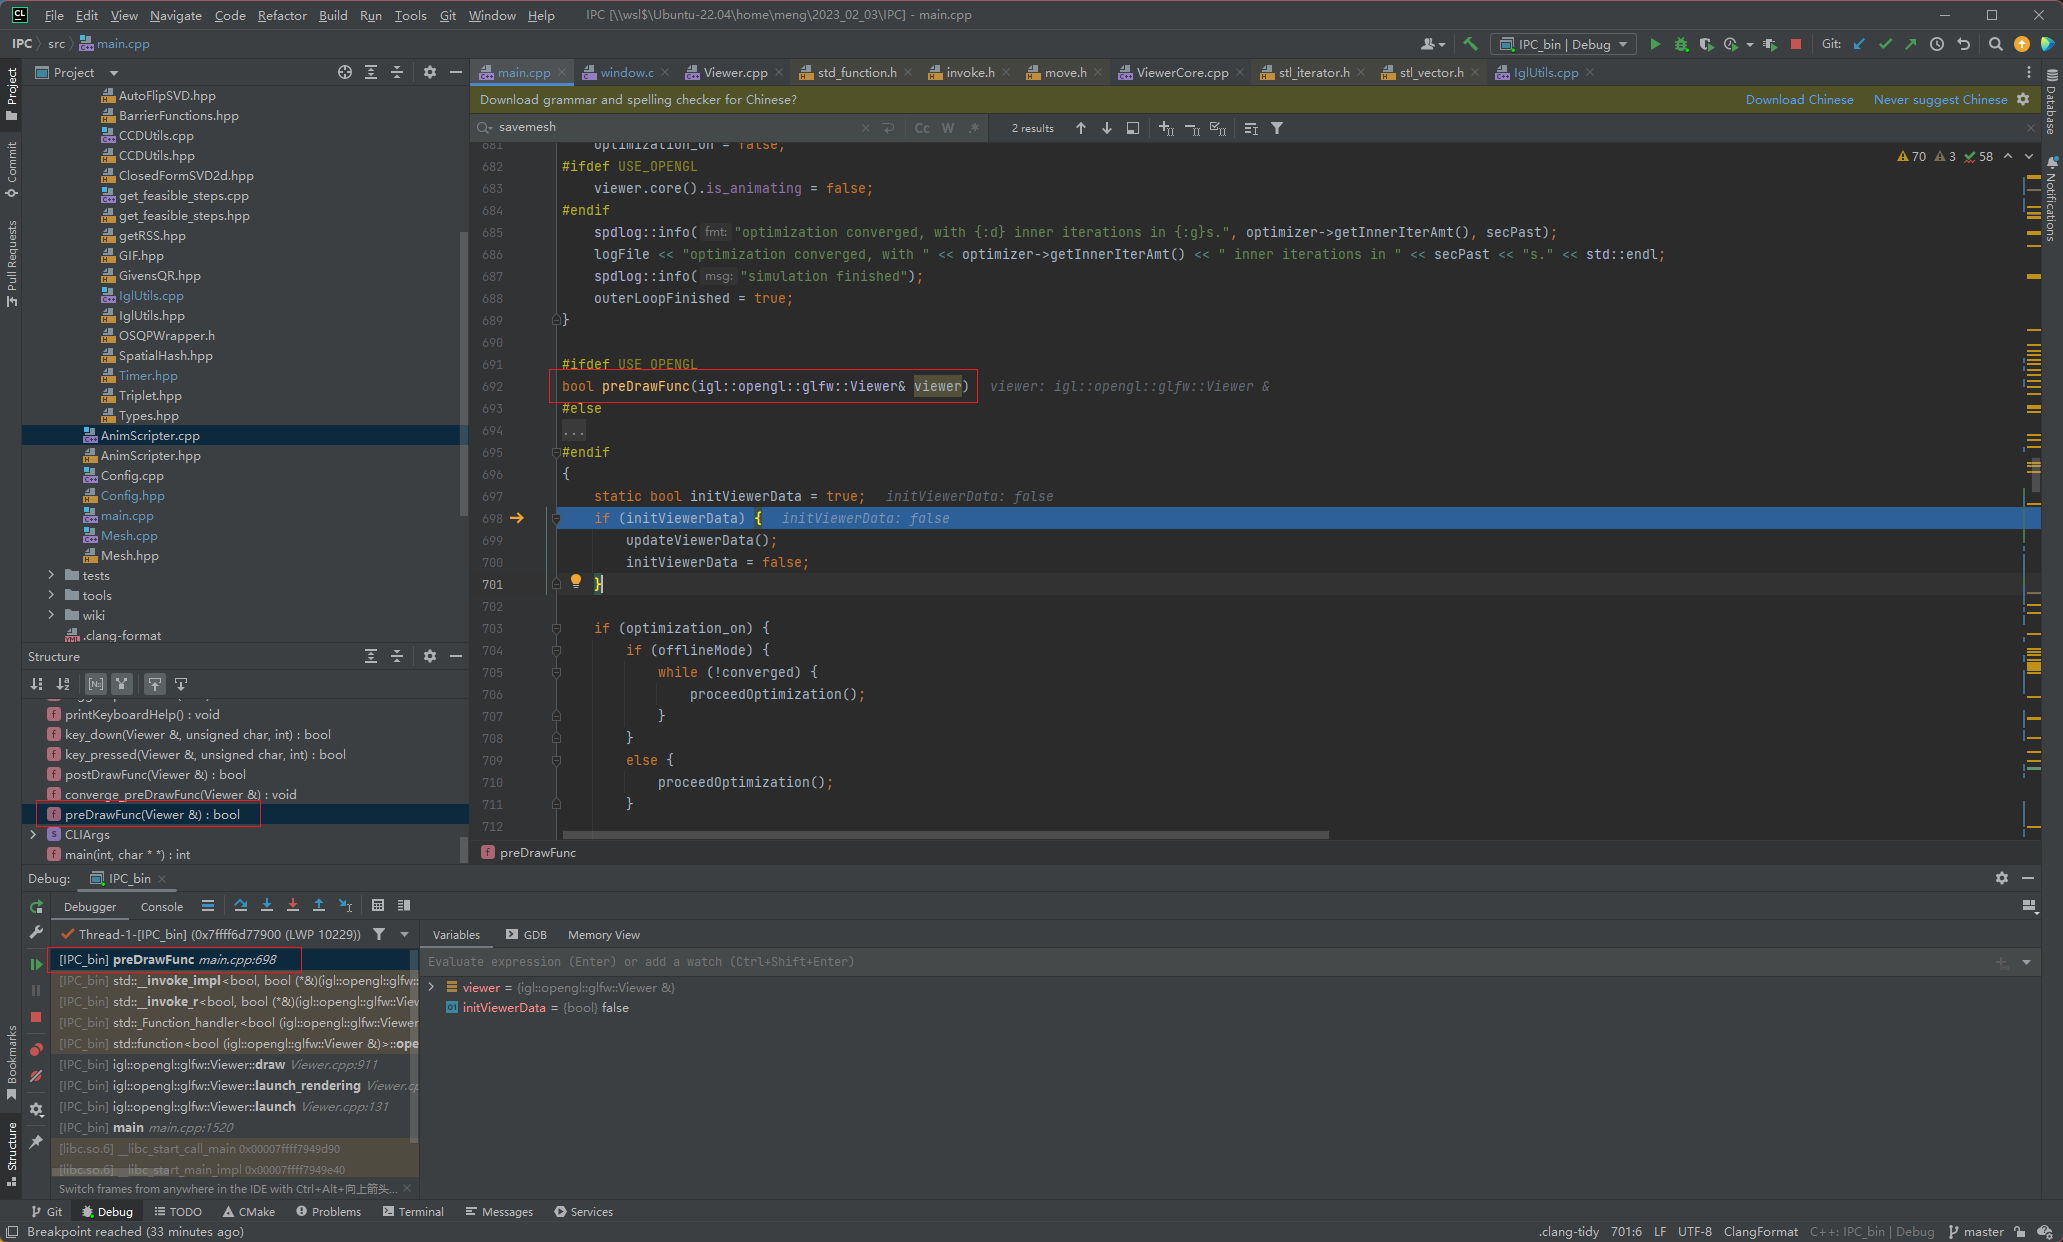 File Edit View Navigate Code Refactor Build Run Tools Git Window Help IPC [\\wsl$\Ubuntu-22.04\home\meng\2023_02_03\IPC] - main.cpp
IPC src main.cpp IPC_bin | Debug Git:
Project
main.cpp window.c Viewer.cpp std_function.h invoke.h move.h ViewerCore.cpp stl_iterator.h stl_vector.h IglUtils.cpp
Download grammar and spelling checker for Chinese? Download Chinese Never suggest Chinese
savemesh Cc W .* 2 results
70 3 58
Project
Commit
Pull Requests
Bookmarks
Structure
Database
Notifications
AutoFlipSVD.hpp
BarrierFunctions.hpp
CCDUtils.cpp
CCDUtils.hpp
ClosedFormSVD2d.hpp
get_feasible_steps.cpp
get_feasible_steps.hpp
getRSS.hpp
GIF.hpp
GivensQR.hpp
IglUtils.cpp
IglUtils.hpp
OSQPWrapper.h
SpatialHash.hpp
Timer.hpp
Triplet.hpp
Types.hpp
AnimScripter.cpp
AnimScripter.hpp
Config.cpp
Config.hpp
main.cpp
Mesh.cpp
Mesh.hpp
tests
tools
wiki
.clang-format
681 optimization_on = false;
682 #ifdef USE_OPENGL
683 viewer.core().is_animating = false;
684 #endif
685 spdlog::info( fmt: "optimization converged, with {:d} inner iterations in {:g}s.", optimizer->getInnerIterAmt(), secPast);
686 logFile << "optimization converged, with " << optimizer->getInnerIterAmt() << " inner iterations in " << secPast << "s." << std::endl;
687 spdlog::info( msg: "simulation finished");
688 outerLoopFinished = true;
689 }
690
691 #ifdef USE_OPENGL
692 bool preDrawFunc(igl::opengl::glfw::Viewer& viewer) viewer: igl::opengl::glfw::Viewer &
693 #else
694 ...
695 #endif
696 {
697 static bool initViewerData = true; initViewerData: false
698 if (initViewerData) { initViewerData: false
699 updateViewerData();
700 initViewerData = false;
701 }
702
703 if (optimization_on) {
704 if (offlineMode) {
705 while (!converged) {
706 proceedOptimization();
707 }
708 }
709 else {
710 proceedOptimization();
711 }
712
preDrawFunc
Structure
printKeyboardHelp() : void
key_down(Viewer &, unsigned char, int) : bool
key_pressed(Viewer &, unsigned char, int) : bool
postDrawFunc(Viewer &) : bool
converge_preDrawFunc(Viewer &) : void
preDrawFunc(Viewer &) : bool
CLIArgs
main(int, char * *) : int
Debug: IPC_bin
Debugger Console
Thread-1-[IPC_bin] (0x7ffff6d77900 (LWP 10229))
[IPC_bin] preDrawFunc main.cpp:698
[IPC_bin] std::__invoke_impl<bool, bool (*&)(igl::opengl::glfw:
[IPC_bin] std::__invoke_r<bool, bool (*&)(igl::opengl::glfw::View
[IPC_bin] std::_Function_handler<bool (igl::opengl::glfw::Viewer
[IPC_bin] std::function<bool (igl::opengl::glfw::Viewer &)>::ope
[IPC_bin] igl::opengl::glfw::Viewer::draw Viewer.cpp:911
[IPC_bin] igl::opengl::glfw::Viewer::launch_rendering Viewer.cp
[IPC_bin] igl::opengl::glfw::Viewer::launch Viewer.cpp:131
[IPC_bin] main main.cpp:1520
[libc.so.6] __libc_start_call_main 0x00007ffff7949d90
[libc.so.6] __libc_start_main_impl 0x00007ffff7949e40
Switch frames from anywhere in the IDE with Ctrl+Alt+向上箭头...
Variables GDB Memory View
Evaluate expression (Enter) or add a watch (Ctrl+Shift+Enter)
viewer = {igl::opengl::glfw::Viewer &}
initViewerData = {bool} false
Git Debug TODO CMake Problems Terminal Messages Services
Breakpoint reached (33 minutes ago) .clang-tidy 701:6 LF UTF-8 ClangFormat C++: IPC_bin | Debug master